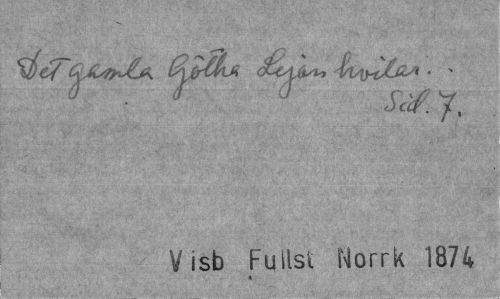 Det gamla Götha Lejon hvilar..
Sid. 7.
Visb Fullst Norrk 1874